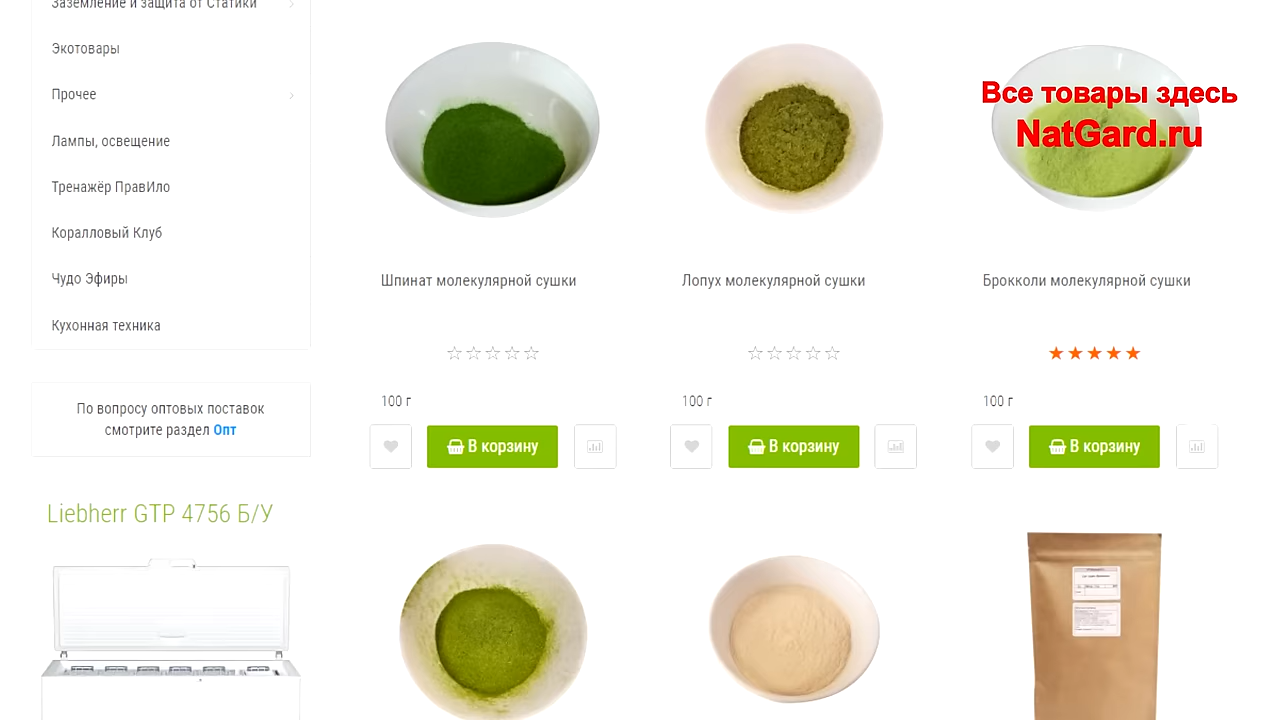 Заземление и защита от Статики
Экотовары
Прочее
Лампы, освещение
Тренажёр ПравИло
Коралловый Клуб
Чудо Эфиры
Кухонная техника
По вопросу оптовых поставок
смотрите раздел Опт
Liebherr GTP 4756 Б/У
Все товары здесь
NatGard.ru
Шпинат молекулярной сушки
Лопух молекулярной сушки
Брокколи молекулярной сушки
100 г
100 г
100 г
В корзину
В корзину
В корзину